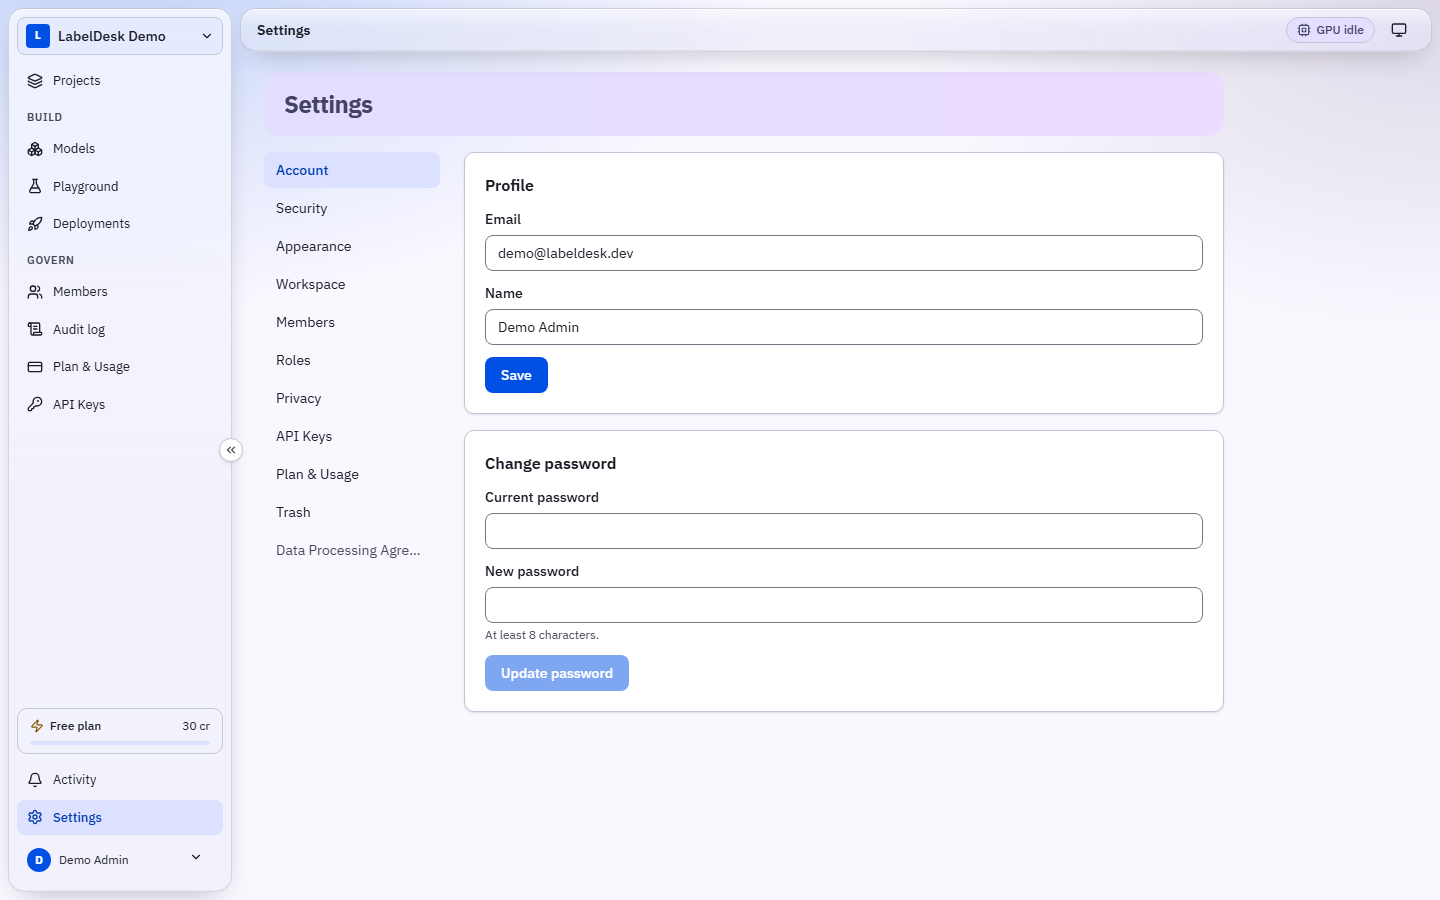 L LabelDesk Demo
Projects
BUILD
Models
Playground
Deployments
GOVERN
Members
Audit log
Plan & Usage
API Keys
Free plan 30 cr
Activity
Settings
D Demo Admin
Settings
GPU idle
Settings
Account
Security
Appearance
Workspace
Members
Roles
Privacy
API Keys
Plan & Usage
Trash
Data Processing Agre...
Profile
Email
demo@labeldesk.dev
Name
Demo Admin
Save
Change password
Current password
New password
At least 8 characters.
Update password